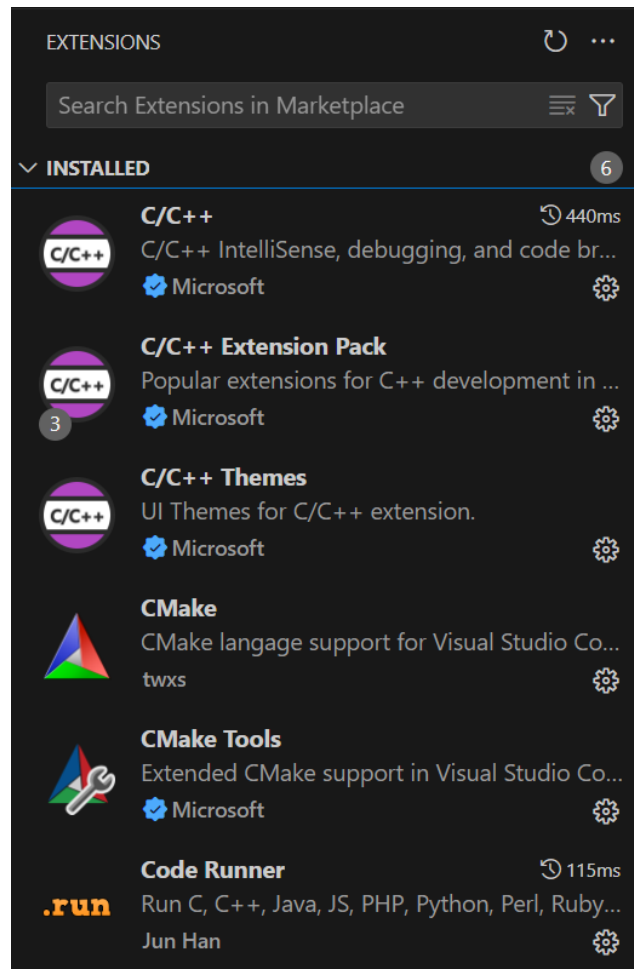 EXTENSIONS
Search Extensions in Marketplace
INSTALLED 6
C/C++ 440ms
C/C++ C/C++ IntelliSense, debugging, and code br...
Microsoft
C/C++ Extension Pack
C/C++ Popular extensions for C++ development in ...
3 Microsoft
C/C++ Themes
C/C++ UI Themes for C/C++ extension.
Microsoft
CMake
CMake langage support for Visual Studio Co...
twxs
CMake Tools
Extended CMake support in Visual Studio Co...
Microsoft
Code Runner 115ms
.run Run C, C++, Java, JS, PHP, Python, Perl, Ruby...
Jun Han